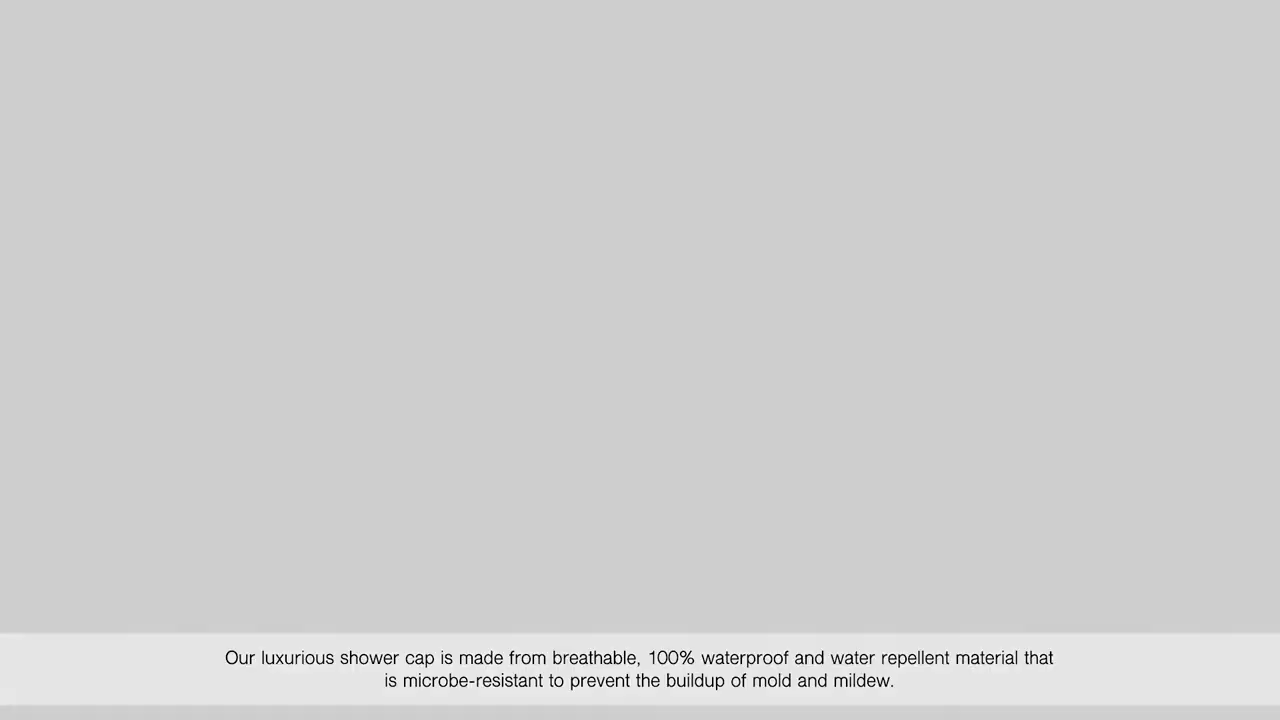 Our luxurious shower cap is made from breathable, 100% waterproof and water repellent material that
is microbe-resistant to prevent the buildup of mold and mildew.